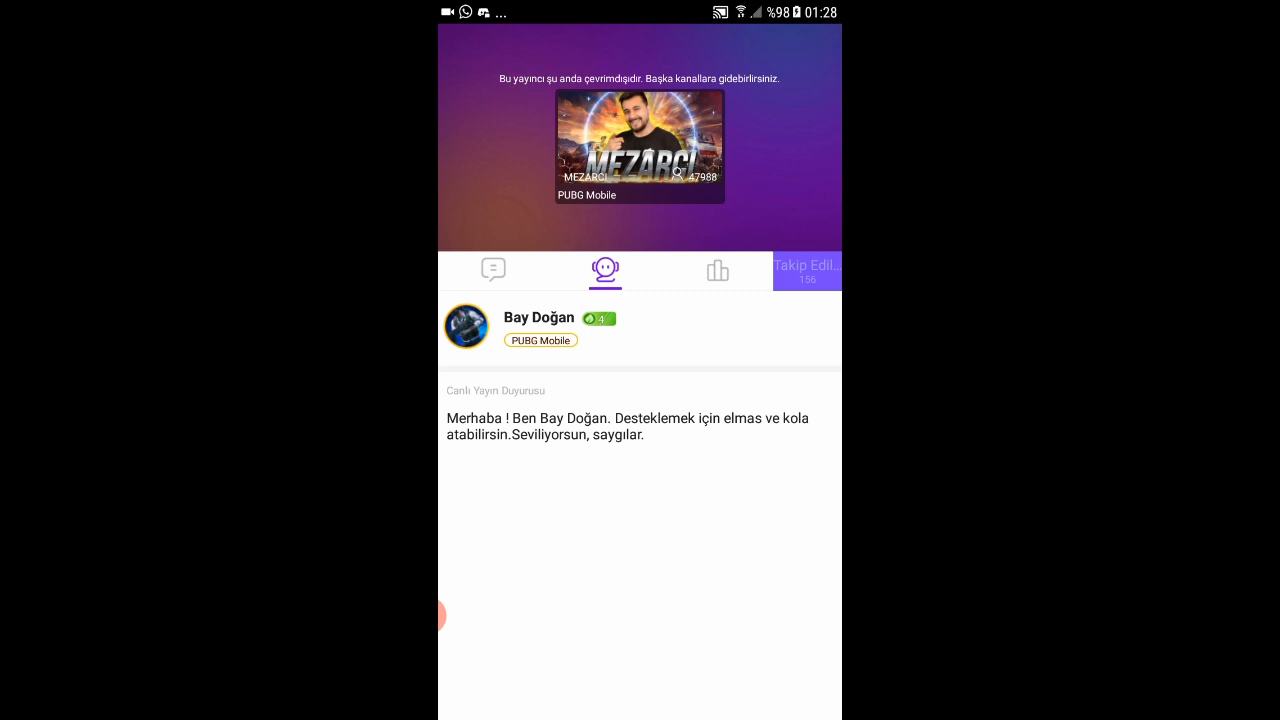 ... %98 01:28
Bu yayıncı şu anda çevrimdışıdır. Başka kanallara gidebilirsiniz.
MEZARCI
MEZARCI 47988
PUBG Mobile
Takip Edil...
156
Bay Doğan 4
PUBG Mobile
Canlı Yayın Duyurusu
Merhaba ! Ben Bay Doğan. Desteklemek için elmas ve kola
atabilirsin.Seviliyorsun, saygılar.